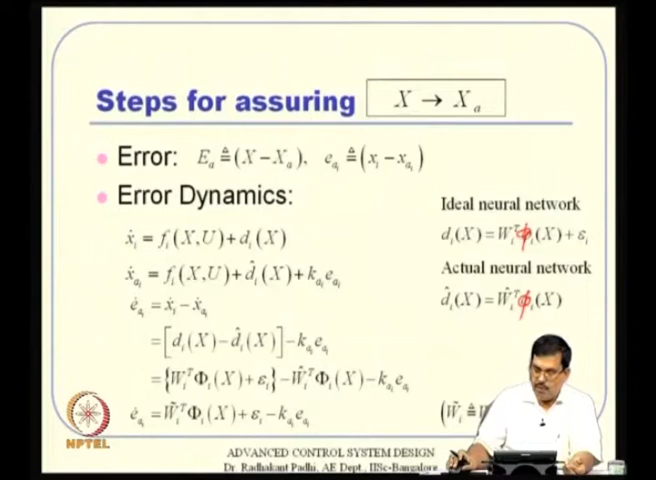 Steps for assuring X → Xₐ
Error: Eₐ ≜ (X − Xₐ), e_{a_i} ≜ (x_i − x_{a_i})
Error Dynamics:
ẋ_i = f_i(X,U) + d_i(X)
ẋ_{a_i} = f_i(X,U) + d̂_i(X) + k_{a_i}e_{a_i}
ė_{a_i} = ẋ_i − ẋ_{a_i}
= [d_i(X) − d̂_i(X)] − k_{a_i}e_{a_i}
= {W_i^T Φ_i(X) + ε_i} − Ŵ_i^T Φ_i(X) − k_{a_i}e_{a_i}
ė_{a_i} = W̃_i^T Φ_i(X) + ε_i − k_{a_i}e_{a_i}
Ideal neural network
d_i(X) = W_i^T ϕ_i(X) + ε_i
Actual neural network
d̂_i(X) = Ŵ_i^T ϕ_i(X)
(W̃_i ≜
NPTEL
ADVANCED CONTROL SYSTEM DESIGN
Dr. Radhakant Padhi, AE Dept., IISc-Bangalore